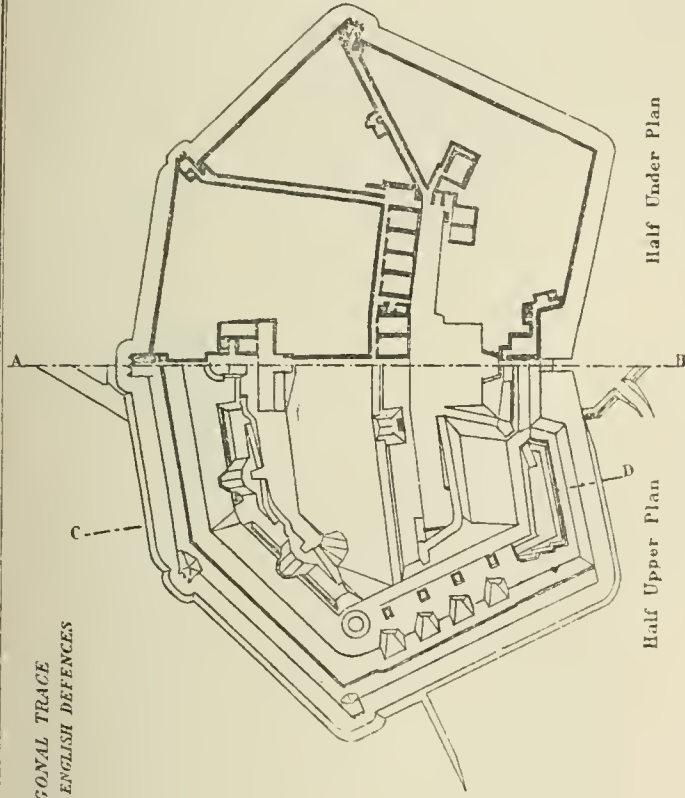 GONAL TRACE
ENGLISH DEFENCES
A
B
C
D
Half Under Plan
Half Upper Plan